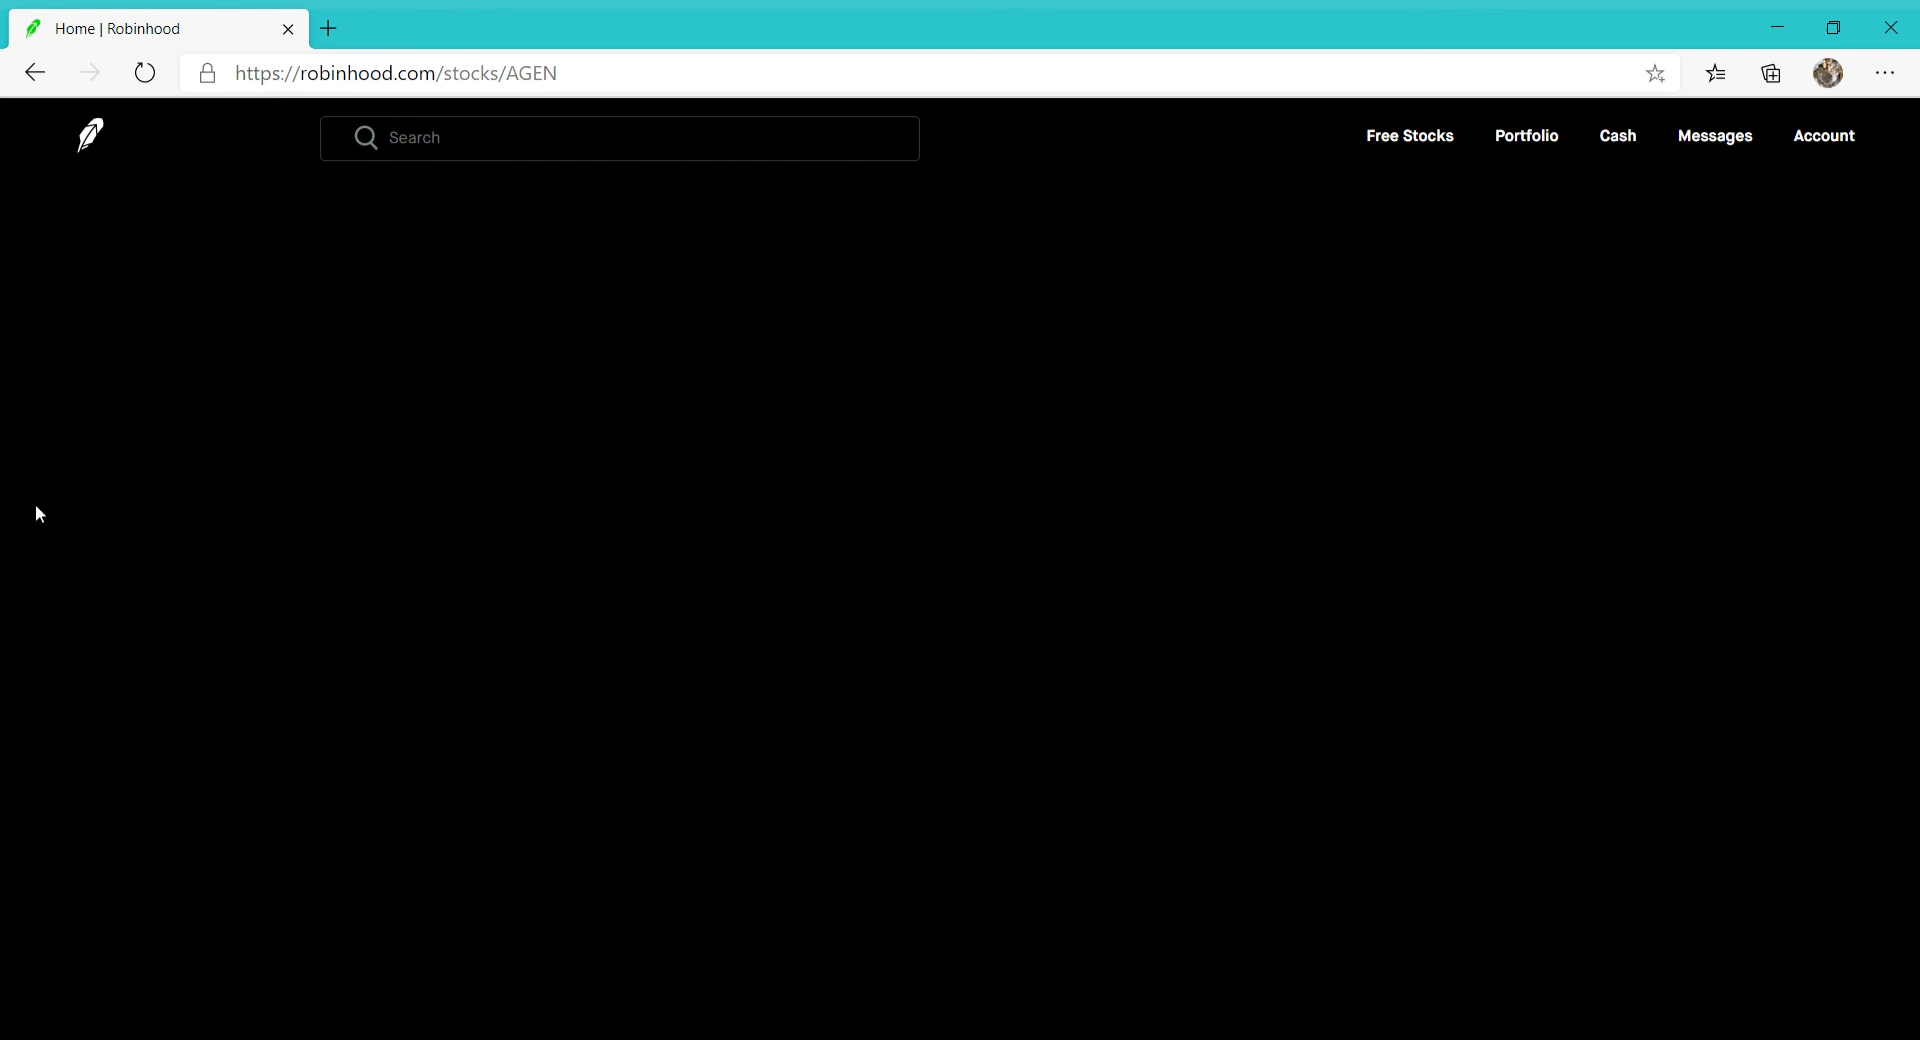 Home | Robinhood
https://robinhood.com/stocks/AGEN
Search
Free Stocks Portfolio Cash Messages Account